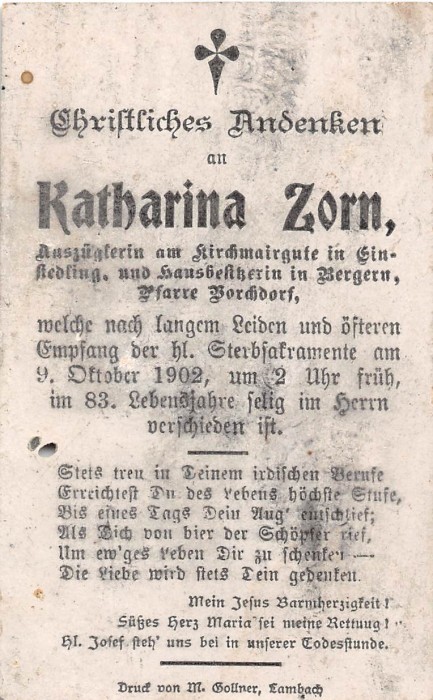 Christliches Andenken
an
Katharina Zorn,
Auszüglerin am Kirchmairgute in Ein-
siedling, und Hausbesitzerin in Bergern,
Pfarre Vorchdorf,
welche nach langem Leiden und öfteren
Empfang der hl. Sterbsakramente am
9. Oktober 1902, um 2 Uhr früh,
im 83. Lebensjahre selig im Herrn
verschieden ist.
Stets treu in Deinem irdischen Berufe
Erreichtest Du des Lebens höchste Stufe,
Bis eines Tags Dein Aug' entschlief;
Als Dich von hier der Schöpfer rief,
Um ew'ges Leben Dir zu schenken —
Die Liebe wird stets Dein gedenken.
Mein Jesus Barmherzigkeit!
Süßes Herz Maria sei meine Rettung!
Hl. Josef steh' uns bei in unserer Todesstunde.
Druck von M. Gollner, Lambach